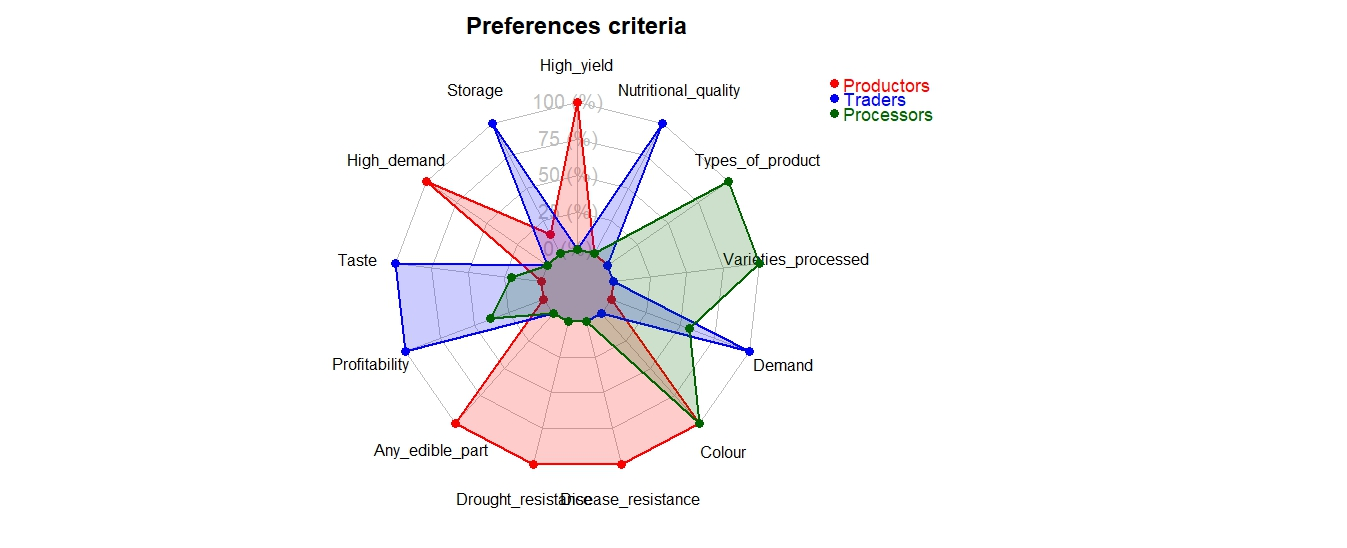 Preferences criteria
High_yield
Storage
Nutritional_quality
Productors
Traders
Processors
100 (%)
75 (%)
50 (%)
25 (%)
0 (%)
High_demand
Types_of_product
Taste
Varieties_processed
Profitability
Demand
Any_edible_part
Colour
Drought_resistance
Disease_resistance